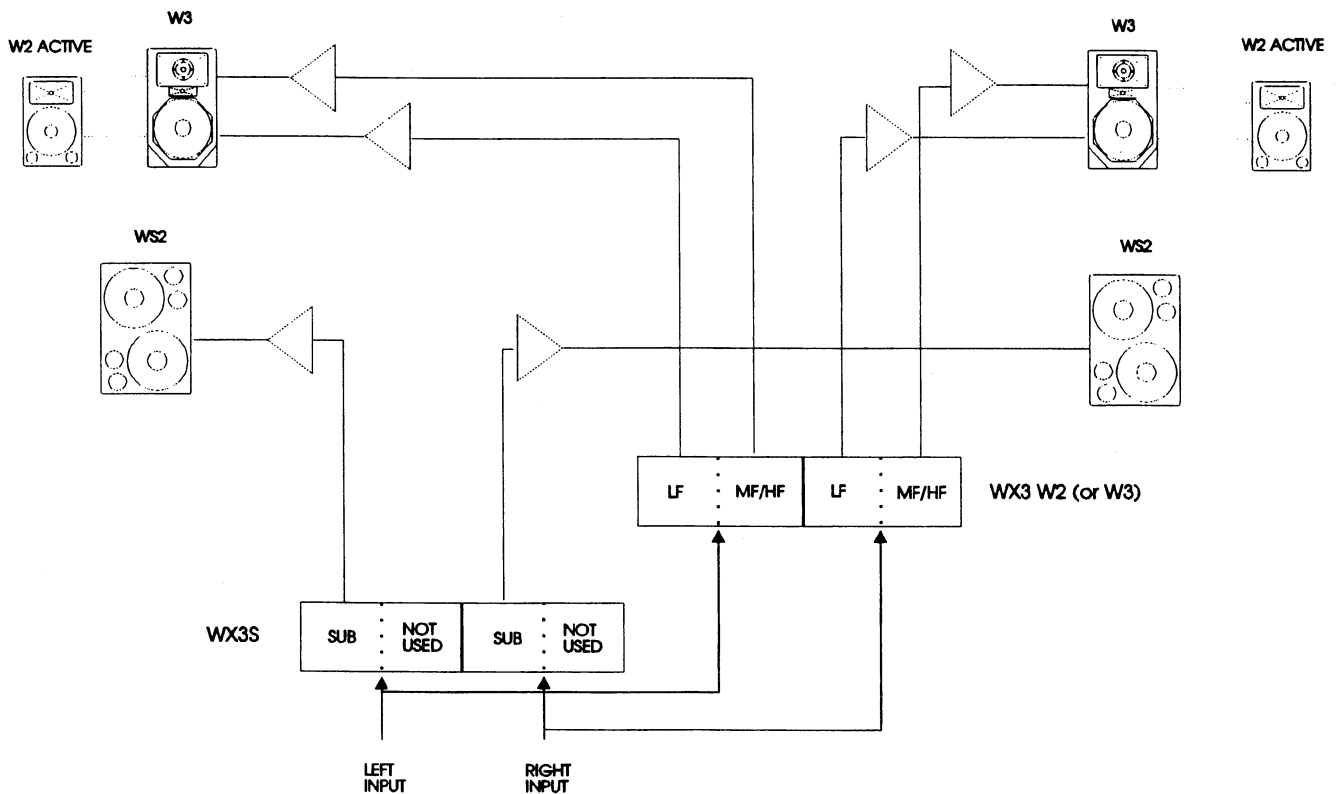 W3
W3
W2 ACTIVE
W2 ACTIVE
WS2
WS2
LF
MF/HF
LF
MF/HF
WX3 W2 (or W3)
WX3S
SUB
NOT
USED
SUB
NOT
USED
LEFT
INPUT
RIGHT
INPUT